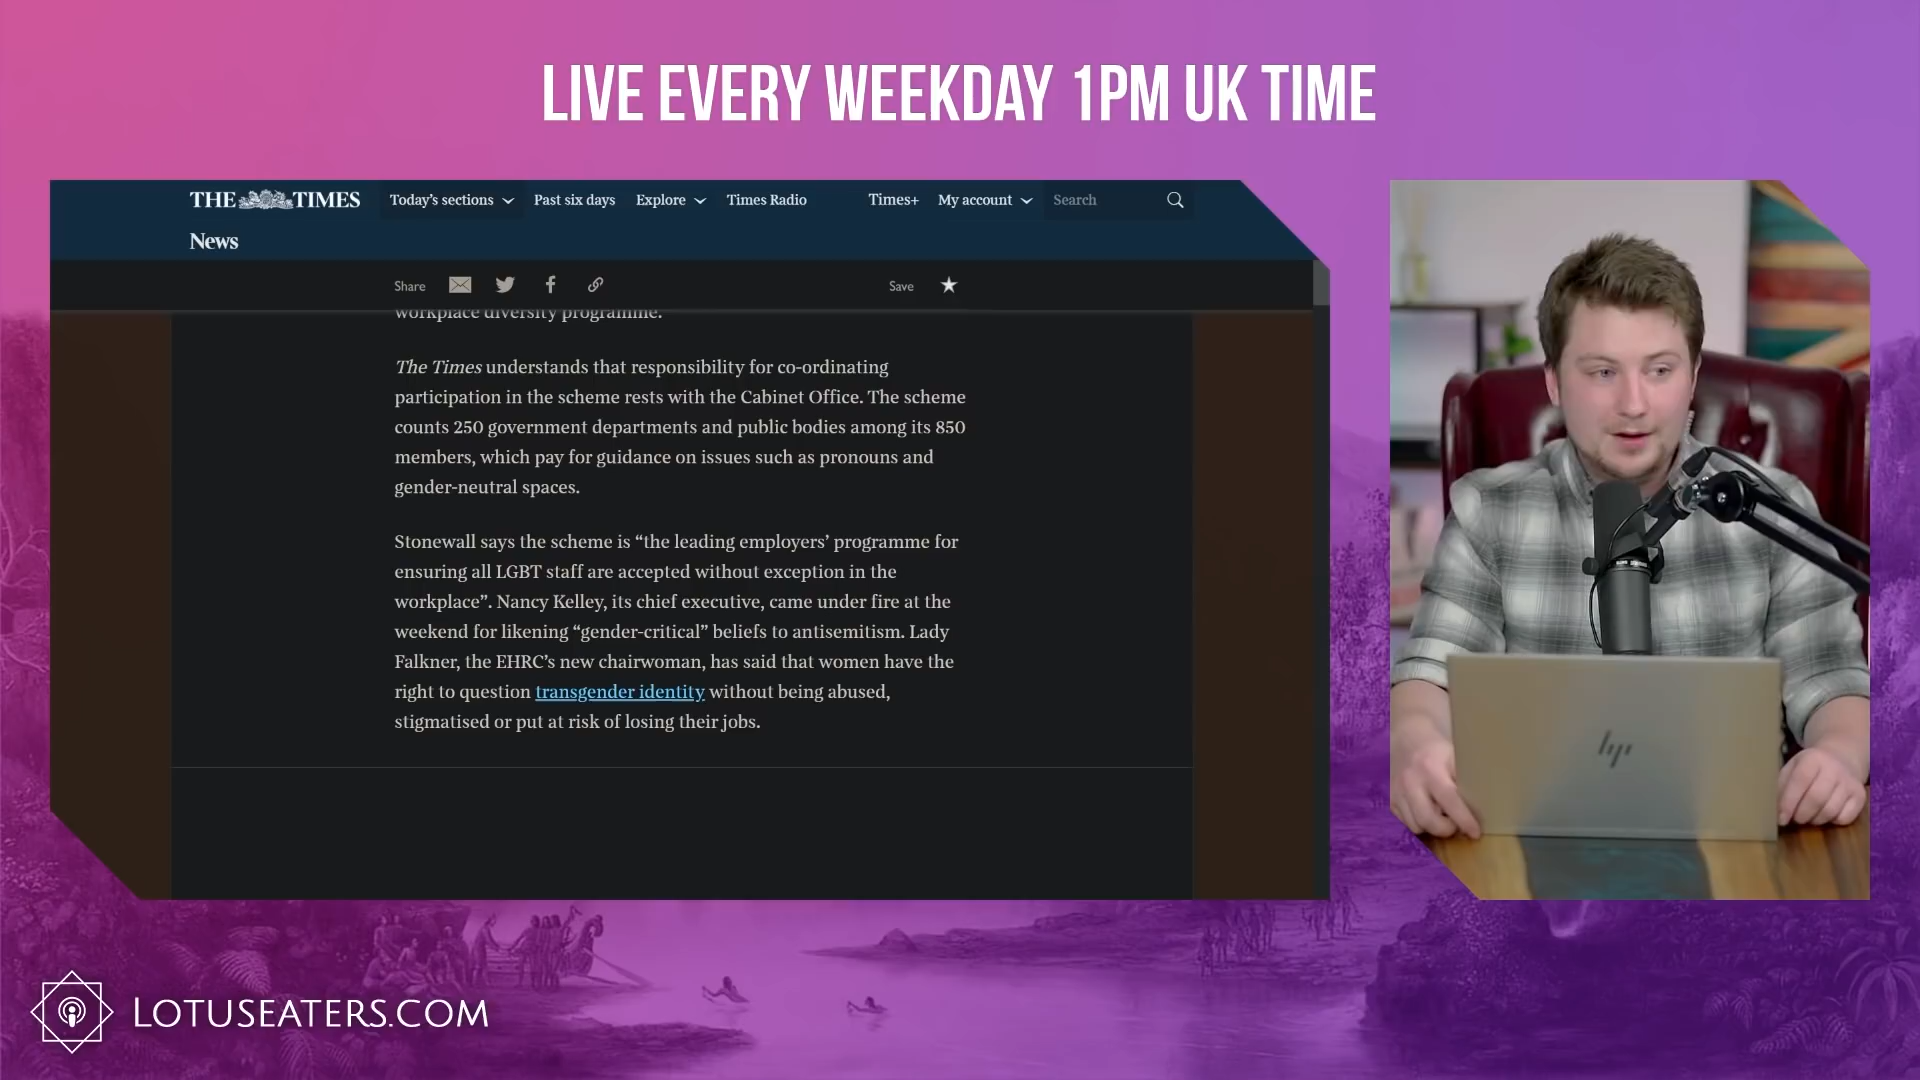 LIVE EVERY WEEKDAY 1PM UK TIME
THE TIMES
Today's sections
Past six days
Explore
Times Radio
Times+
My account
Search
News
Share
Save
workplace diversity programme.
The Times understands that responsibility for co-ordinating
participation in the scheme rests with the Cabinet Office. The scheme
counts 250 government departments and public bodies among its 850
members, which pay for guidance on issues such as pronouns and
gender-neutral spaces.
Stonewall says the scheme is “the leading employers’ programme for
ensuring all LGBT staff are accepted without exception in the
workplace”. Nancy Kelley, its chief executive, came under fire at the
weekend for likening “gender-critical” beliefs to antisemitism. Lady
Falkner, the EHRC’s new chairwoman, has said that women have the
right to question transgender identity without being abused,
stigmatised or put at risk of losing their jobs.
hp
LOTUSEATERS.COM